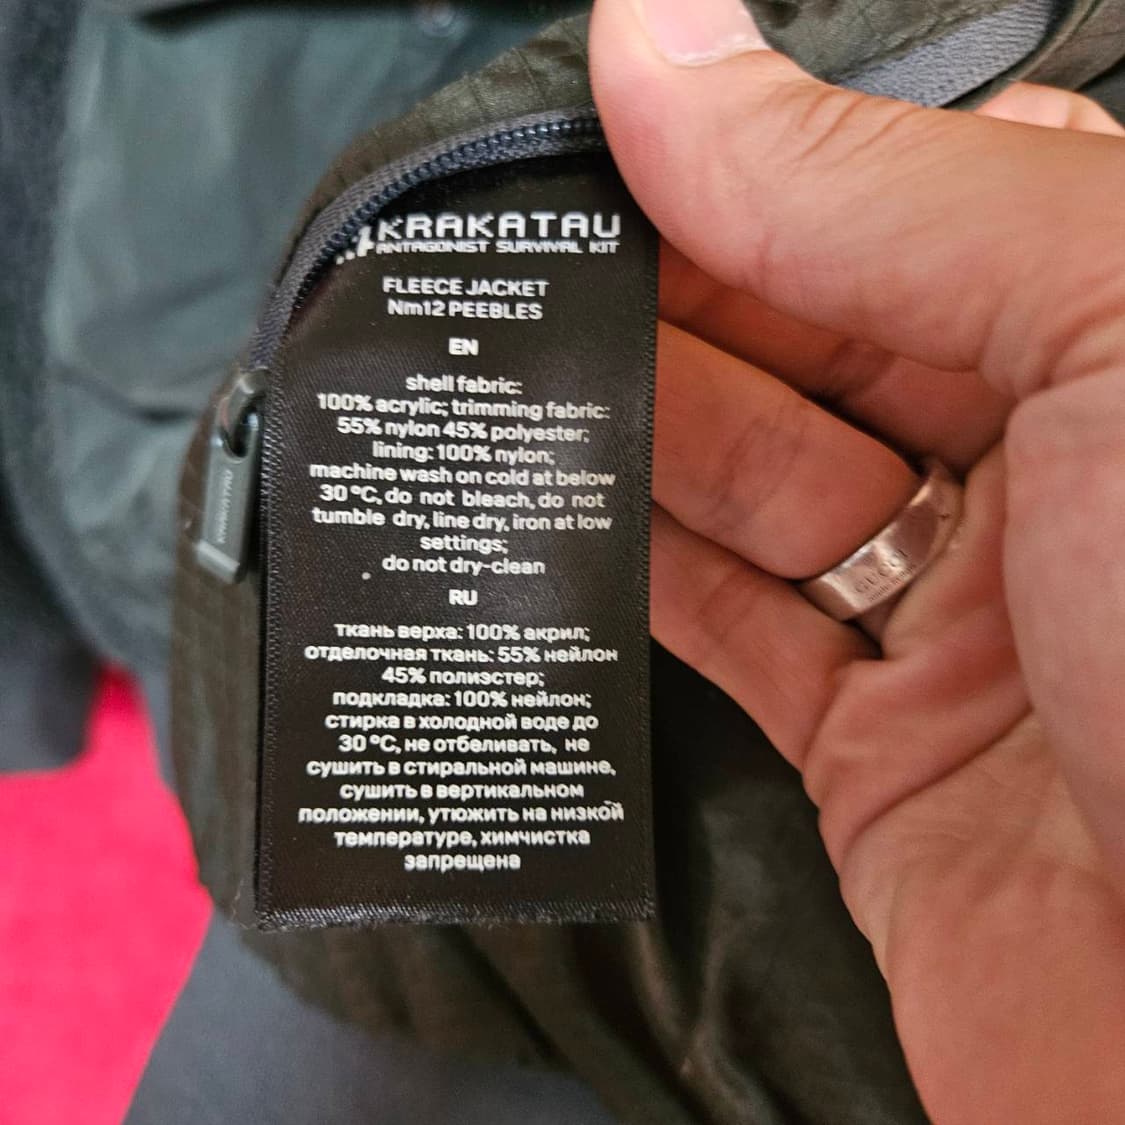 KRAKATAU
ANTAGONIST SURVIVAL KIT
FLEECE JACKET
Nm12 PEEBLES
EN
shell fabric:
100% acrylic; trimming fabric:
55% nylon 45% polyester;
lining: 100% nylon;
machine wash on cold at below
30 °C, do not bleach, do not
tumble dry, line dry, iron at low
settings;
do not dry-clean
RU
ткань верха: 100% акрил;
отделочная ткань: 55% нейлон
45% полиэстер;
подкладка: 100% нейлон;
стирка в холодной воде до
30 °C, не отбеливать, не
сушить в стиральной машине,
сушить в вертикальном
положении, утюжить на низкой
температуре, химчистка
запрещена
KRAKATAU
GUCCI